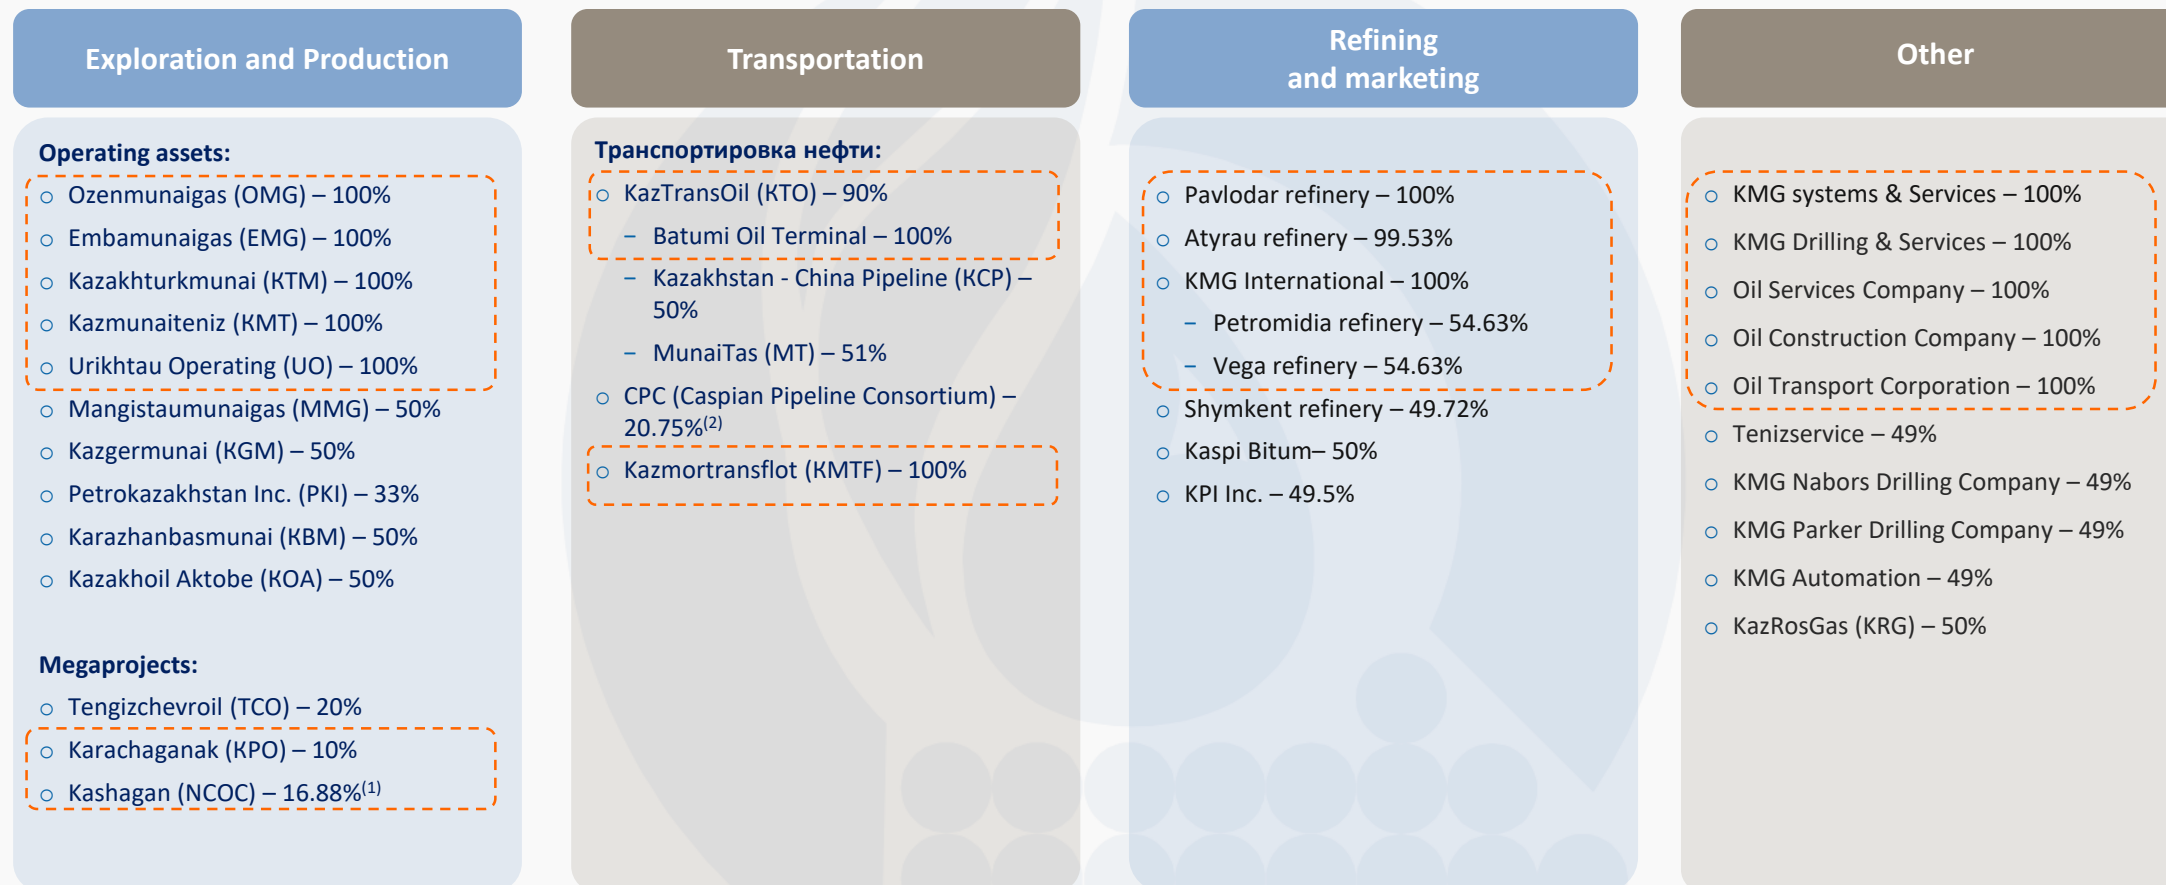 Exploration and Production
Operating assets:
Ozenmunaigas (OMG) – 100%
Embamunaigas (EMG) – 100%
Kazakhturkmunai (KTM) – 100%
Kazmunaiteniz (KMT) – 100%
Urikhtau Operating (UO) – 100%
Mangistaumunaigas (MMG) – 50%
Kazgermunai (KGM) – 50%
Petrokazakhstan Inc. (PKI) – 33%
Karazhanbasmunai (KBM) – 50%
Kazakhoil Aktobe (KOA) – 50%
Megaprojects:
Tengizchevroil (TCO) – 20%
Karachaganak (KPO) – 10%
Kashagan (NCOC) – 16.88%(1)
Transportation
Транспортировка нефти:
KazTransOil (KTO) – 90%
– Batumi Oil Terminal – 100%
– Kazakhstan - China Pipeline (KCP) –
50%
– MunaiTas (MT) – 51%
CPC (Caspian Pipeline Consortium) –
20.75%(2)
Kazmortransflot (KMTF) – 100%
Refining
and marketing
Pavlodar refinery – 100%
Atyrau refinery – 99.53%
KMG International – 100%
– Petromidia refinery – 54.63%
– Vega refinery – 54.63%
Shymkent refinery – 49.72%
Kaspi Bitum– 50%
KPI Inc. – 49.5%
Other
KMG systems & Services – 100%
KMG Drilling & Services – 100%
Oil Services Company – 100%
Oil Construction Company – 100%
Oil Transport Corporation – 100%
Tenizservice – 49%
KMG Nabors Drilling Company – 49%
KMG Parker Drilling Company – 49%
KMG Automation – 49%
KazRosGas (KRG) – 50%